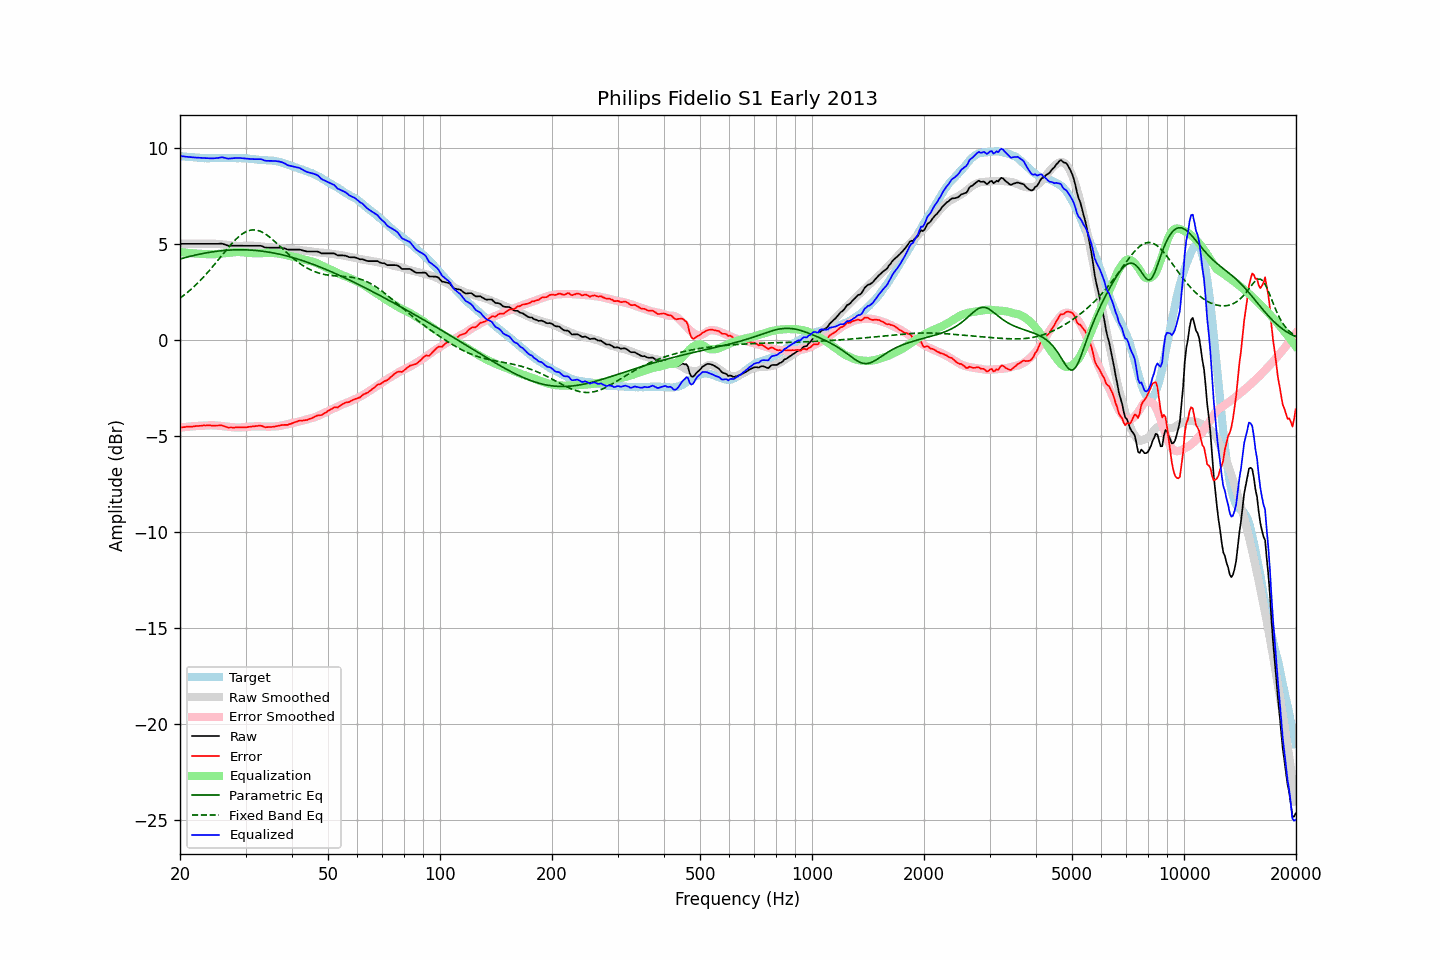 Philips Fidelio S1 Early 2013
Amplitude (dBr)
10
5
0
−5
−10
−15
−20
−25
Target
Raw Smoothed
Error Smoothed
Raw
Error
Equalization
Parametric Eq
Fixed Band Eq
Equalized
20 50 100 200 500 1000 2000 5000 10000 20000
Frequency (Hz)